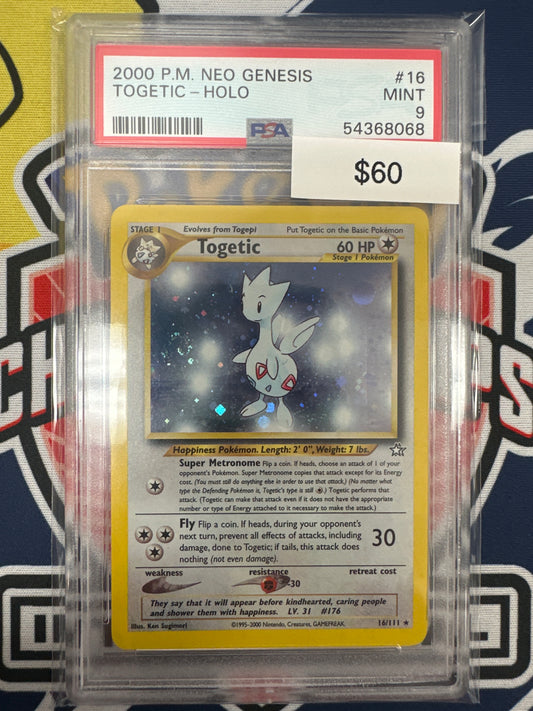 2000 P.M. NEO GENESIS #16
TOGETIC – HOLO MINT
9
PSA 54368068
$60
STAGE 1 Evolves from Togepi Put Togetic on the Basic Pokémon
Togetic 60 HP
Stage 1 Pokémon
Happiness Pokémon. Length: 2' 0", Weight: 7 lbs.
Super Metronome Flip a coin. If heads, choose an attack of 1 of your
opponent's Pokémon. Super Metronome copies that attack except for its Energy
cost. (You must still do anything else in order to use that attack.) (No matter what
type the Defending Pokémon is, Togetic's type is still .) Togetic performs that
attack. (Togetic can make that attack even if it does not have the appropriate
number or type of Energy attached to it necessary to make the attack.)
Fly Flip a coin. If heads, during your opponent's
next turn, prevent all effects of attacks, including
damage, done to Togetic; if tails, this attack does
nothing (not even damage).
30
weakness resistance retreat cost
-30
They say that it will appear before kindhearted, caring people
and shower them with happiness. LV. 31 #176
Illus. Ken Sugimori ©1995-2000 Nintendo, Creatures, GAMEFREAK. 16/111 ★